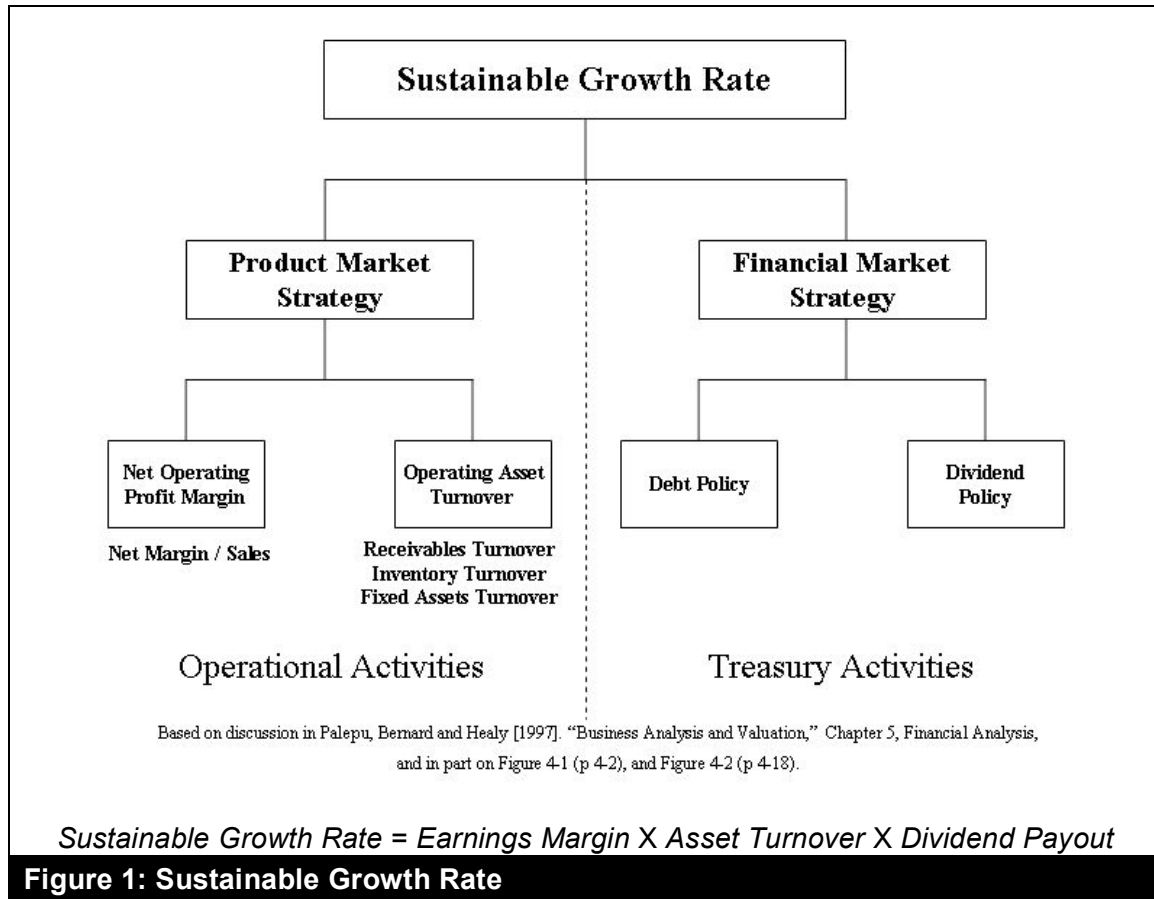 Sustainable Growth Rate
Product Market
Strategy
Financial Market
Strategy
Net Operating
Profit Margin
Operating Asset
Turnover
Debt Policy
Dividend
Policy
Net Margin / Sales
Receivables Turnover
Inventory Turnover
Fixed Assets Turnover
Operational Activities
Treasury Activities
Based on discussion in Palepu, Bernard and Healy [1997]. “Business Analysis and Valuation,” Chapter 5, Financial Analysis,
and in part on Figure 4-1 (p 4-2), and Figure 4-2 (p 4-18).
Sustainable Growth Rate = Earnings Margin X Asset Turnover X Dividend Payout
Figure 1: Sustainable Growth Rate